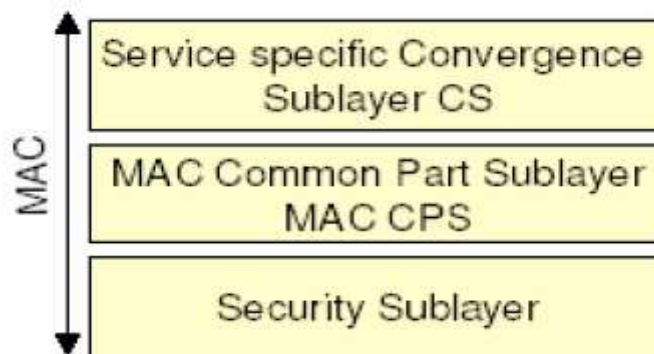 MAC
Service specific Convergence
Sublayer CS
MAC Common Part Sublayer
MAC CPS
Security Sublayer